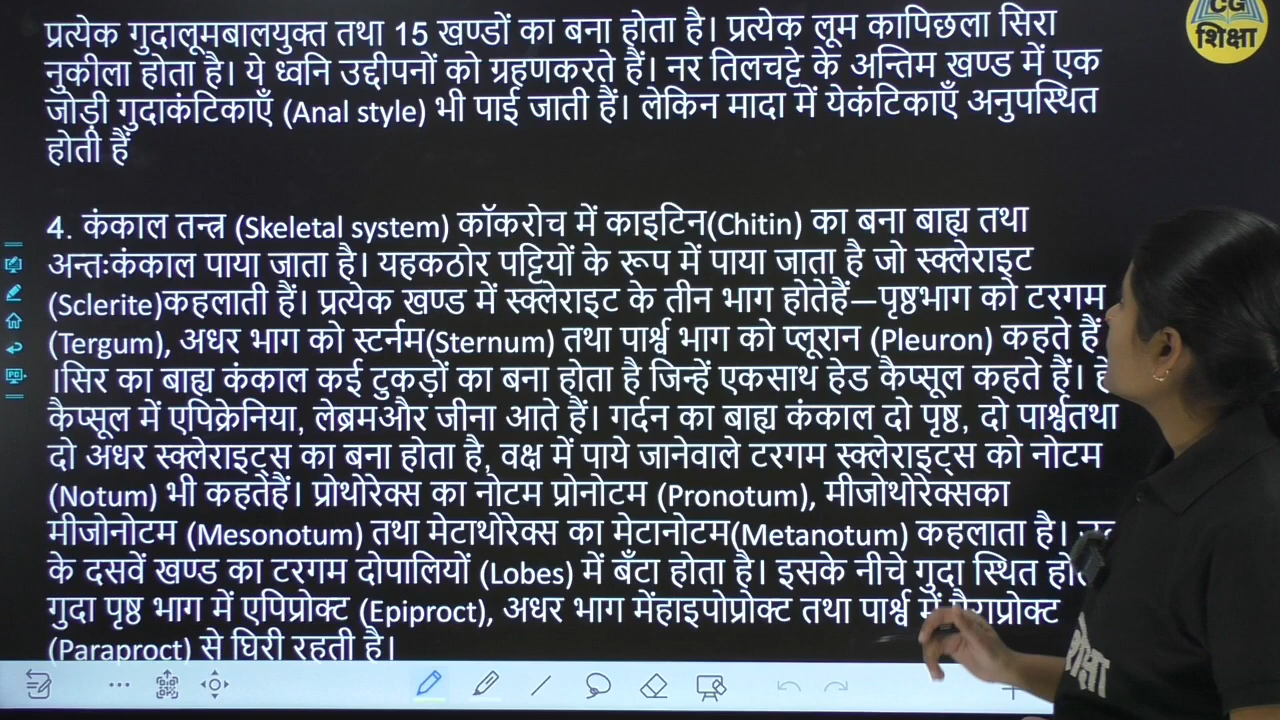 प्रत्येक गुदालूमबालयुक्त तथा 15 खण्डों का बना होता है। प्रत्येक लूम कापिछला सिरा
नुकीला होता है। ये ध्वनि उद्दीपनों को ग्रहणकरते हैं। नर तिलचट्टे के अन्तिम खण्ड में एक
जोड़ी गुदाकंटिकाएँ (Anal style) भी पाई जाती हैं। लेकिन मादा में येकंटिकाएँ अनुपस्थित
होती हैं
4. कंकाल तन्त्र (Skeletal system) कॉकरोच में काइटिन(Chitin) का बना बाह्य तथा
अन्तःकंकाल पाया जाता है। यहकठोर पट्टियों के रूप में पाया जाता है जो स्क्लेराइट
(Sclerite)कहलाती हैं। प्रत्येक खण्ड में स्क्लेराइट के तीन भाग होतेहैं—पृष्ठभाग को टरगम
(Tergum), अधर भाग को स्टर्नम(Sternum) तथा पार्श्व भाग को प्लूरान (Pleuron) कहते हैं
।सिर का बाह्य कंकाल कई टुकड़ों का बना होता है जिन्हें एकसाथ हेड कैप्सूल कहते हैं।
कैप्सूल में एपिक्रेनिया, लेब्रमऔर जीना आते हैं। गर्दन का बाह्य कंकाल दो पृष्ठ, दो पार्श्वतथा
दो अधर स्क्लेराइट्स का बना होता है, वक्ष में पाये जानेवाले टरगम स्क्लेराइट्स को नोटम
(Notum) भी कहतेहैं। प्रोथोरेक्स का नोटम प्रोनोटम (Pronotum), मीजोथोरेक्सका
मीजोनोटम (Mesonotum) तथा मेटाथोरेक्स का मेटानोटम(Metanotum) कहलाता है।
के दसवें खण्ड का टरगम दोपालियों (Lobes) में बँटा होता है। इसके नीचे गुदा स्थित
गुदा पृष्ठ भाग में एपिप्रोक्ट (Epiproct), अधर भाग मेंहाइपोप्रोक्ट तथा पार्श्व में पैराप्रोक्ट
(Paraproct) से घिरी रहती है।
CG
शिक्षा